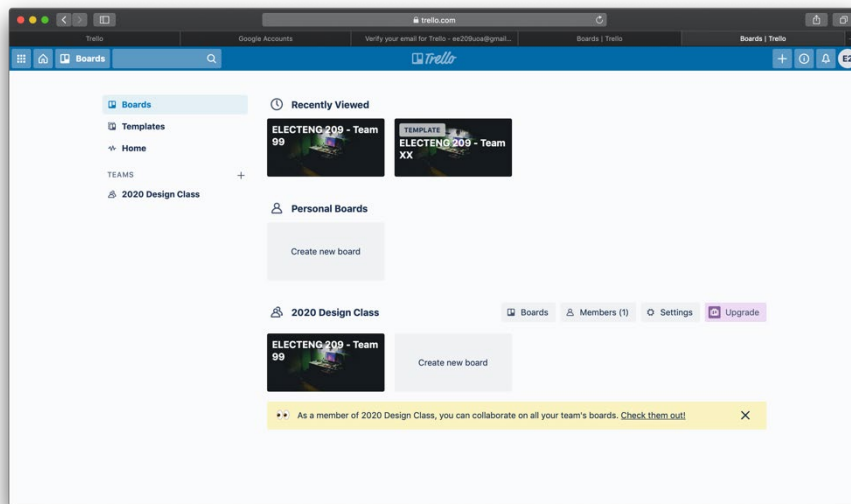 trello.com
Trello
Google Accounts
Verify your email for Trello - ee209uoa@gmail...
Boards | Trello
Boards | Trello
Boards
Trello
E2
Boards
Templates
Home
TEAMS
2020 Design Class
Recently Viewed
ELECTENG 209 - Team
99
TEMPLATE
ELECTENG 209 - Team
XX
Personal Boards
Create new board
2020 Design Class
Boards
Members (1)
Settings
Upgrade
ELECTENG 209 - Team
99
Create new board
As a member of 2020 Design Class, you can collaborate on all your team's boards. Check them out!